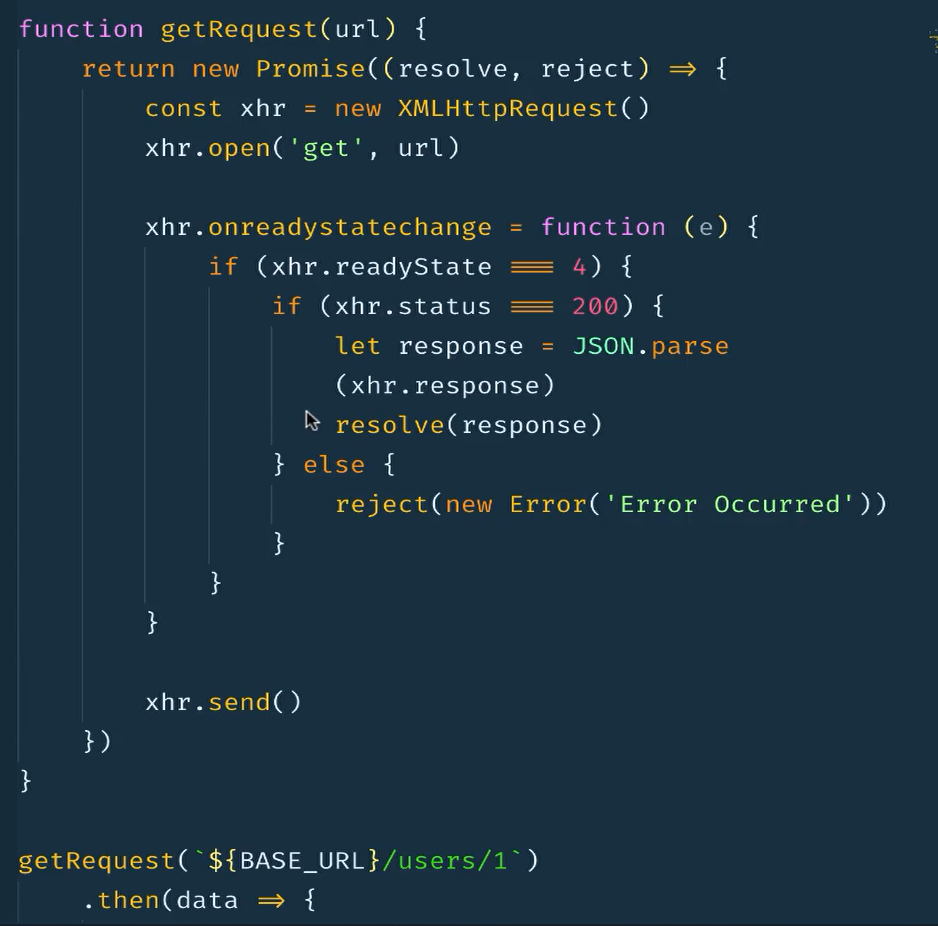 function getRequest(url) {
    return new Promise((resolve, reject) => {
        const xhr = new XMLHttpRequest()
        xhr.open('get', url)

        xhr.onreadystatechange = function (e) {
            if (xhr.readyState === 4) {
                if (xhr.status === 200) {
                    let response = JSON.parse
                    (xhr.response)
                    resolve(response)
                } else {
                    reject(new Error('Error Occurred'))
                }
            }
        }

        xhr.send()
    })
}

getRequest(`${BASE_URL}/users/1`)
    .then(data => {